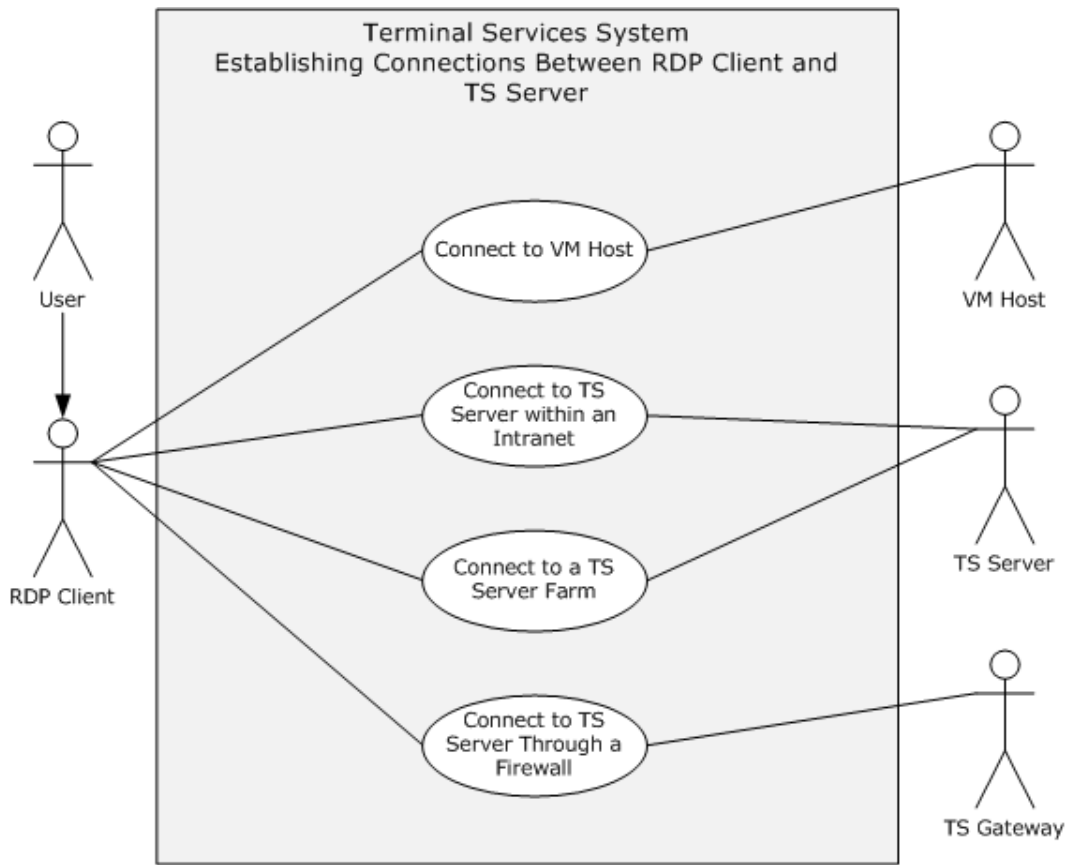 Terminal Services System
Establishing Connections Between RDP Client and
TS Server
User
Connect to VM Host
VM Host
Connect to TS
Server within an
Intranet
RDP Client
Connect to a TS
Server Farm
TS Server
Connect to TS
Server Through a
Firewall
TS Gateway